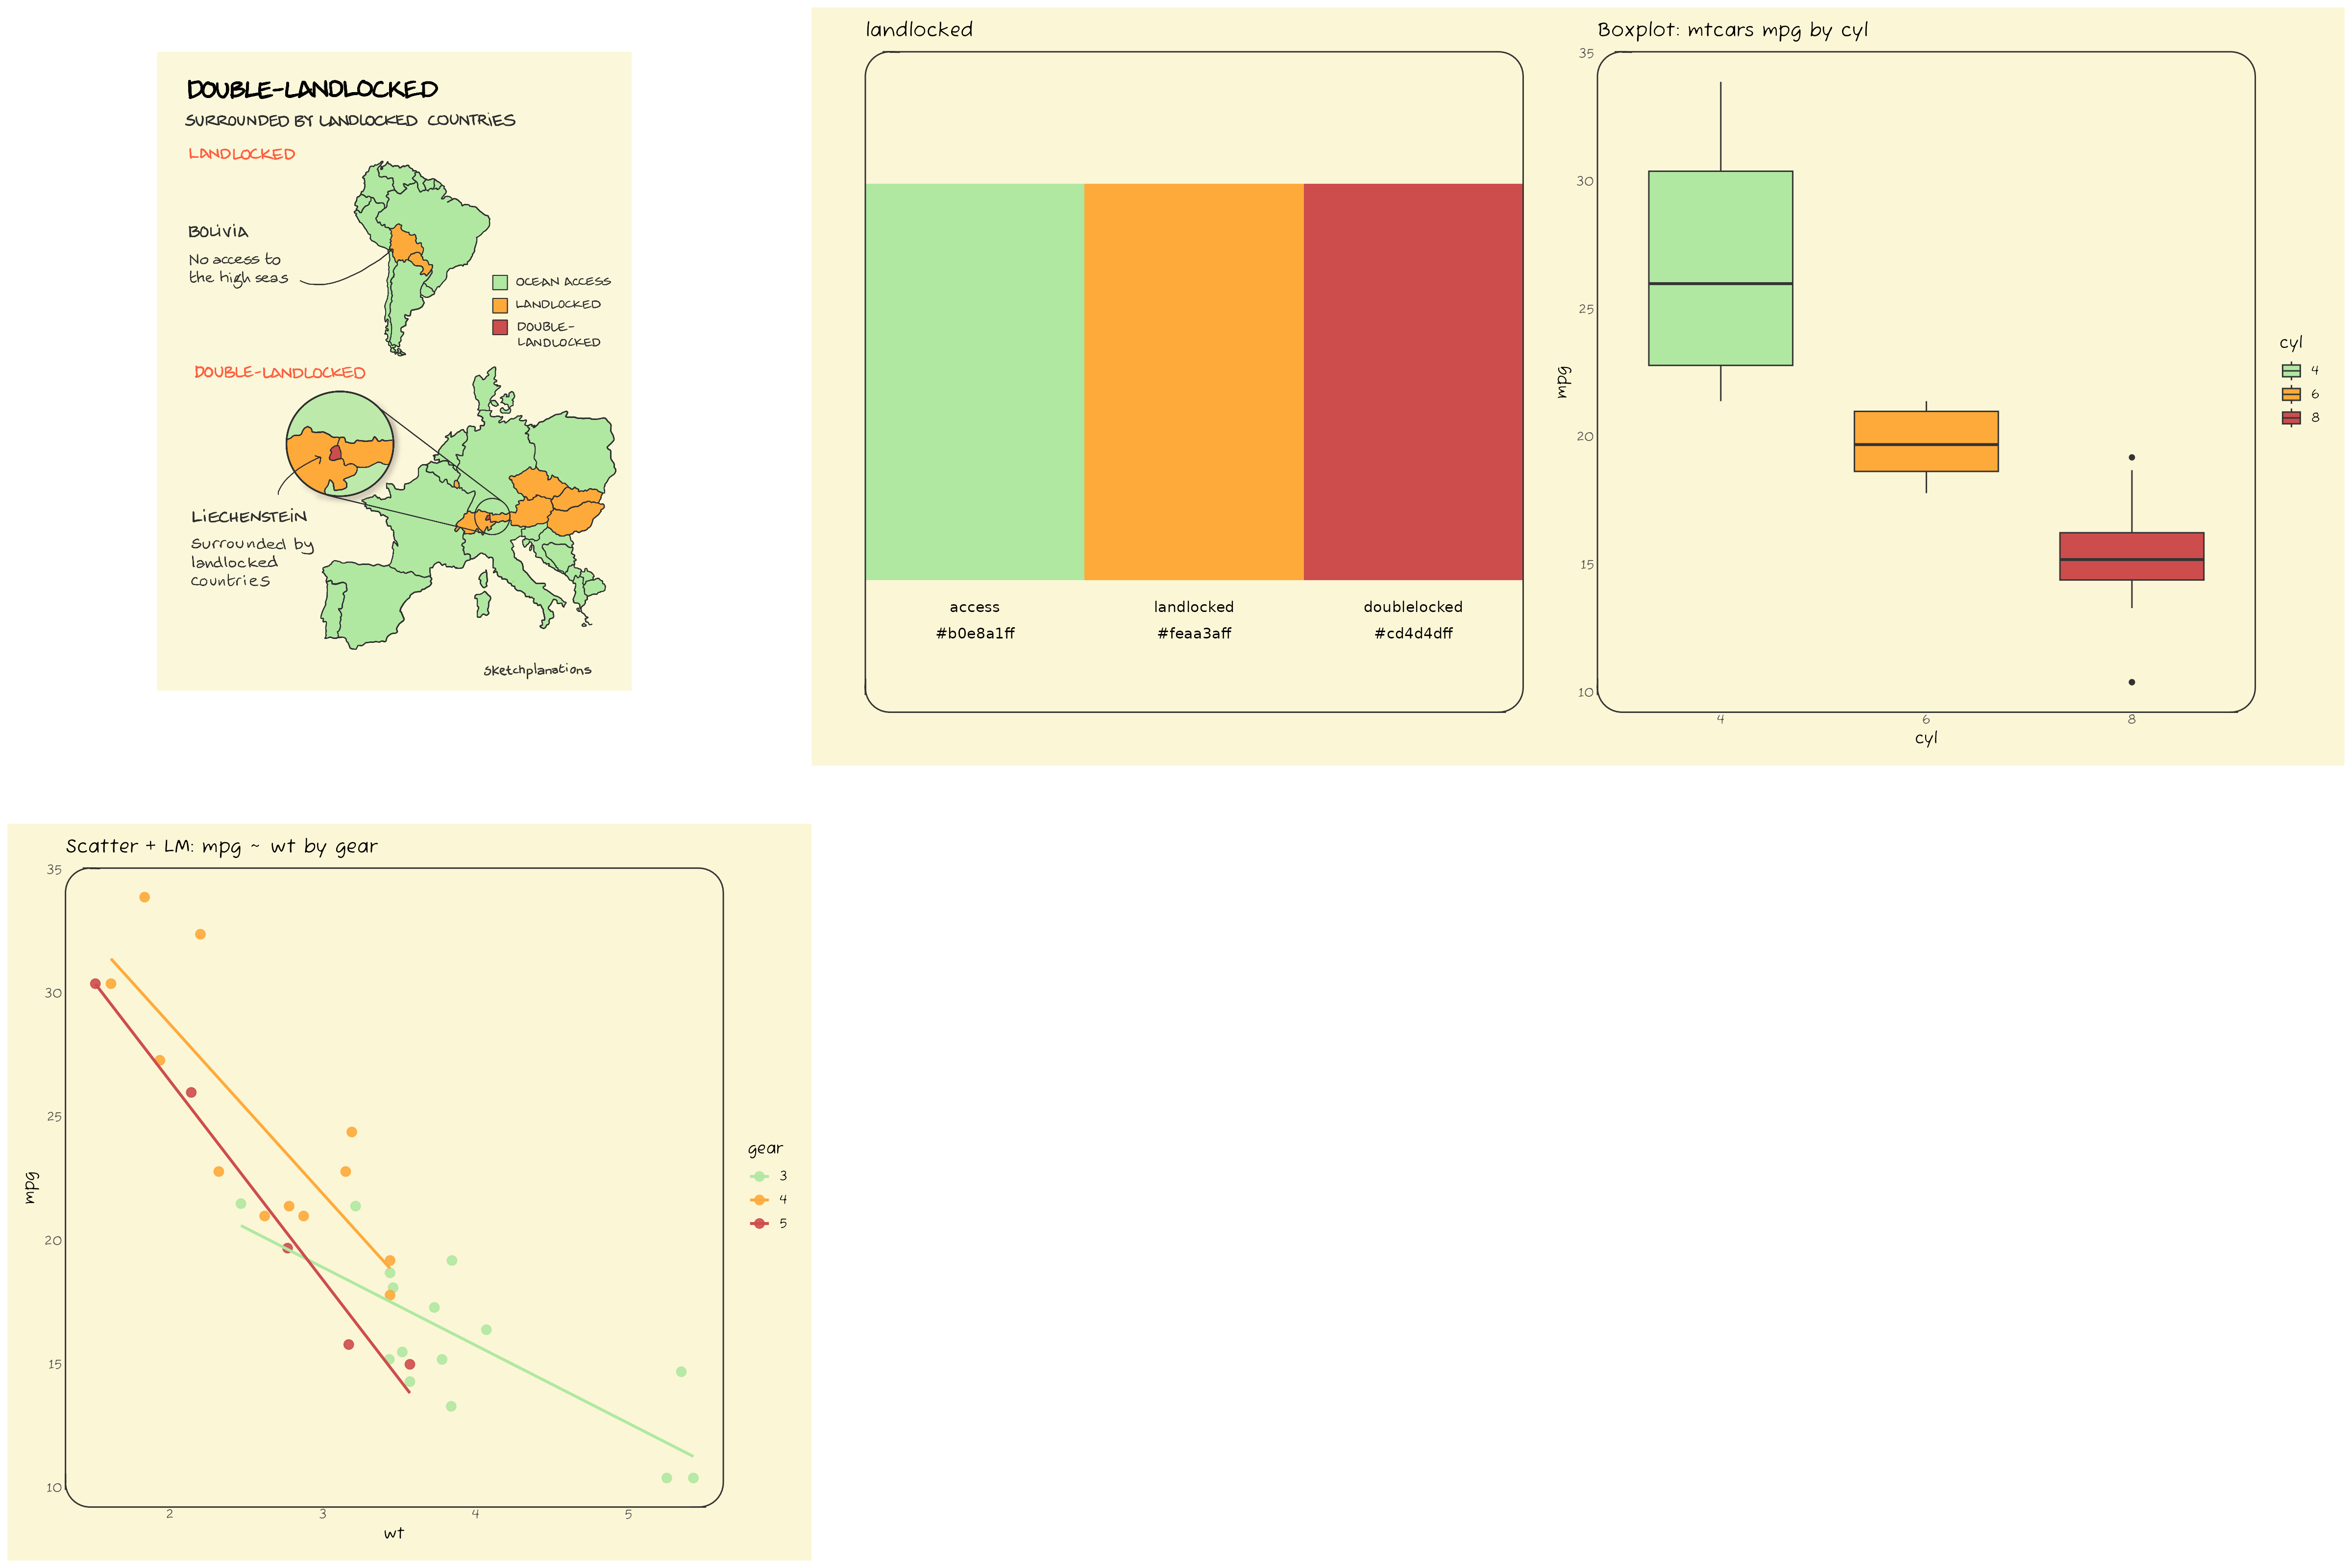 DOUBLE-LANDLOCKED
SURROUNDED BY LANDLOCKED COUNTRIES
LANDLOCKED
BOLIVIA
No access to
the high seas
OCEAN ACCESS
LANDLOCKED
DOUBLE-
LANDLOCKED
DOUBLE-LANDLOCKED
LIECHENSTEIN
Surrounded by
landlocked
countries
sketchplanations
landlocked
access
#b0e8a1ff
landlocked
#feaa3aff
doublelocked
#cd4d4dff
Boxplot: mtcars mpg by cyl
35
30
25
20
15
10
mpg
4
6
8
cyl
cyl
4
6
8
Scatter + LM: mpg ~ wt by gear
35
30
25
20
15
10
mpg
2
3
4
5
wt
gear
3
4
5